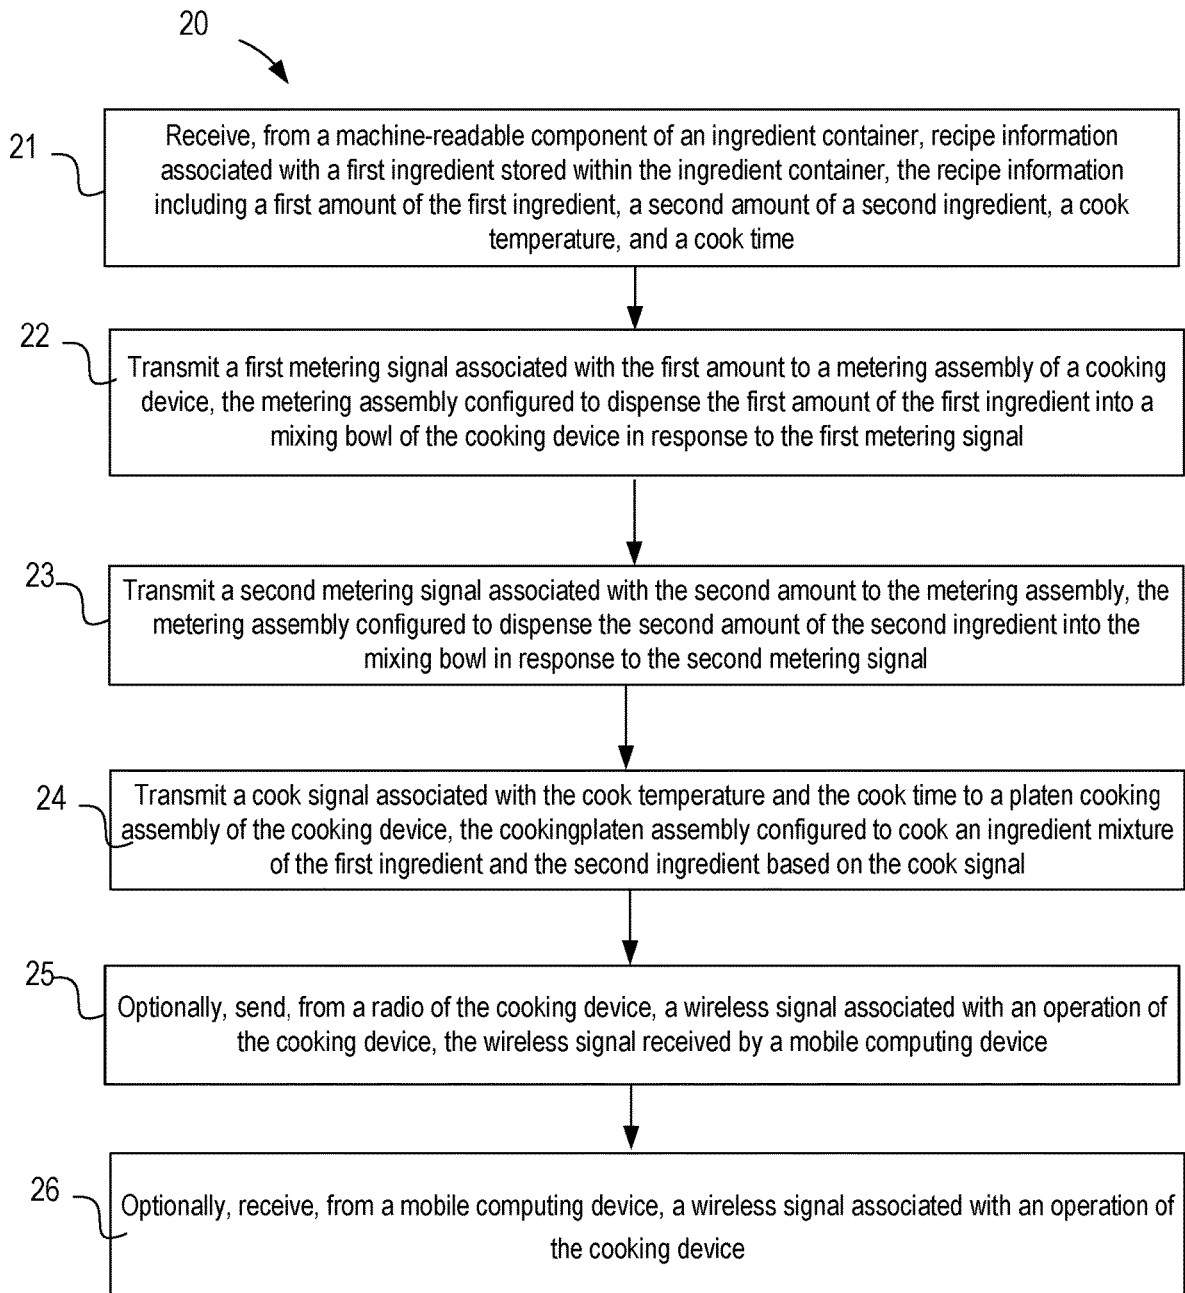 20
21
Receive, from a machine-readable component of an ingredient container, recipe information
associated with a first ingredient stored within the ingredient container, the recipe information
including a first amount of the first ingredient, a second amount of a second ingredient, a cook
temperature, and a cook time
22
Transmit a first metering signal associated with the first amount to a metering assembly of a cooking
device, the metering assembly configured to dispense the first amount of the first ingredient into a
mixing bowl of the cooking device in response to the first metering signal
23
Transmit a second metering signal associated with the second amount to the metering assembly, the
metering assembly configured to dispense the second amount of the second ingredient into the
mixing bowl in response to the second metering signal
24
Transmit a cook signal associated with the cook temperature and the cook time to a platen cooking
assembly of the cooking device, the cookingplaten assembly configured to cook an ingredient mixture
of the first ingredient and the second ingredient based on the cook signal
25
Optionally, send, from a radio of the cooking device, a wireless signal associated with an operation of
the cooking device, the wireless signal received by a mobile computing device
26
Optionally, receive, from a mobile computing device, a wireless signal associated with an operation of
the cooking device